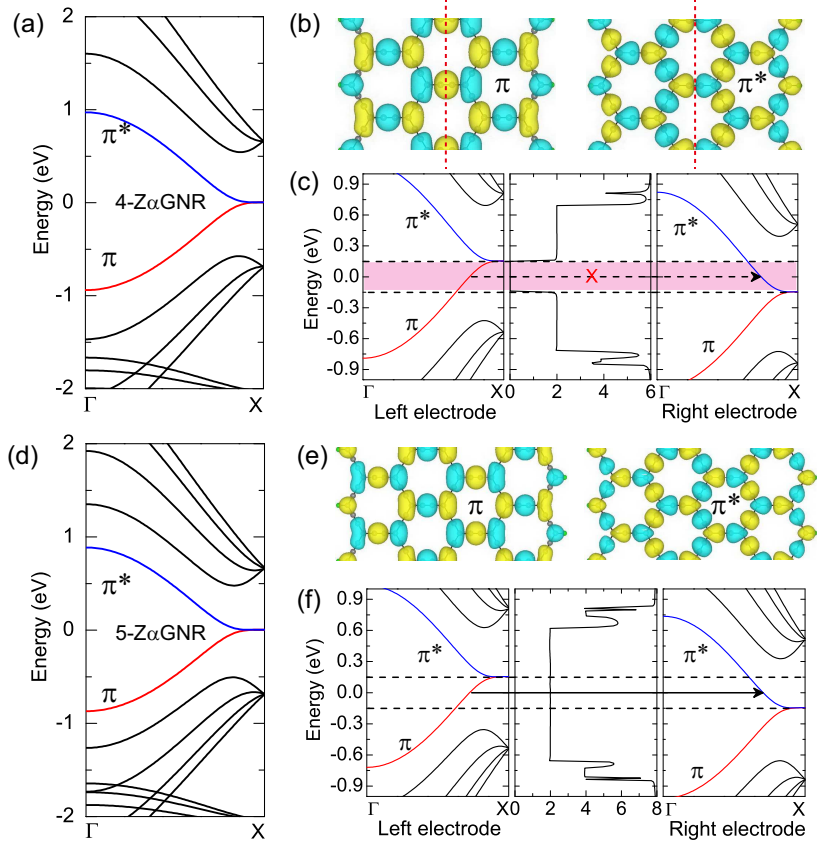 (a)
Energy (eV)
2
1
0
-1
-2
π*
4-ZαGNR
π
Γ
X
(b)
π
π*
(c)
Energy (eV)
0.9
0.6
0.3
0.0
-0.3
-0.6
-0.9
π*
π
X
π*
π
Γ X 0 2 4 6 Γ X
Left electrode Right electrode
(d)
Energy (eV)
2
1
0
-1
-2
π*
5-ZαGNR
π
Γ
X
(e)
π
π*
(f)
Energy (eV)
0.9
0.6
0.3
0.0
-0.3
-0.6
-0.9
π*
π
π*
π
Γ X 0 2 4 6 8 Γ X
Left electrode Right electrode